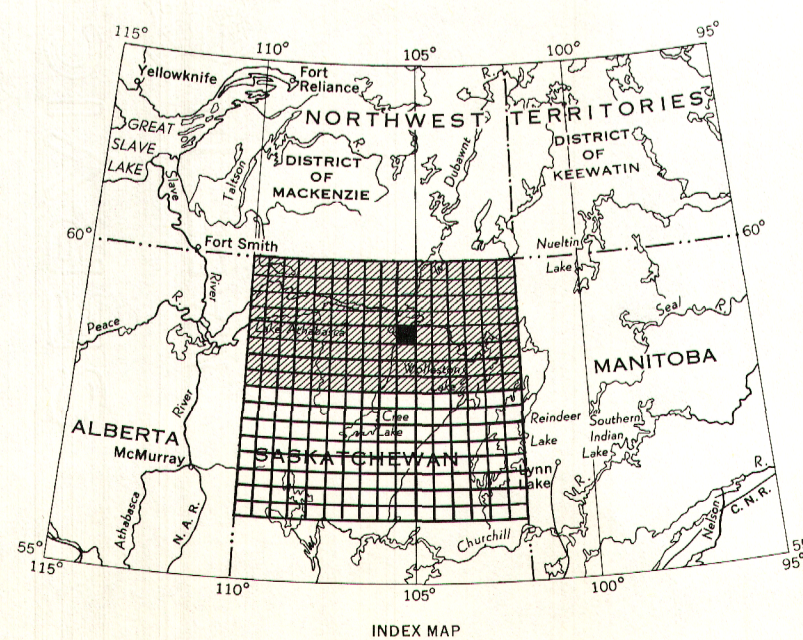 115°
110°
105°
100°
95°
Yellowknife
Fort
Reliance
R.
NORTHWEST TERRITORIES
GREAT
SLAVE
LAKE
Slave
River
Taltson
R.
DISTRICT
OF
MACKENZIE
Dubawnt
DISTRICT
OF
KEEWATIN
60°
Fort Smith
Nueltin
Lake
60°
Peace
R.
Lake Athabasca
Seal
R.
Wollaston
Lake
MANITOBA
ALBERTA
McMurray
River
Cree
Lake
Reindeer
Lake
Southern
Indian
Lake
SASKATCHEWAN
Lynn
Lake
R.
R.
Athabasca
N. A. R.
Churchill
Nelson
C. N. R.
55°
115°
110°
105°
100°
95°
INDEX MAP